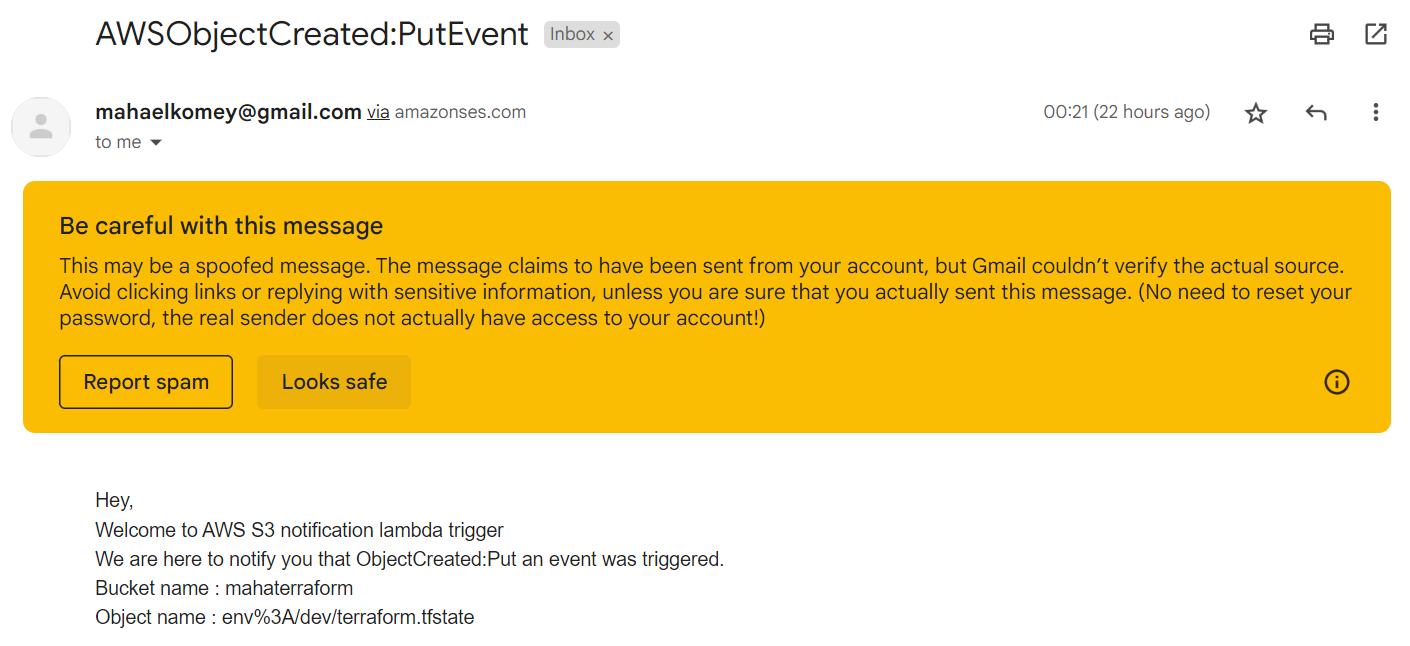 AWSObjectCreated:PutEvent Inbox ×
mahaelkomey@gmail.com via amazonses.com 00:21 (22 hours ago)
to me
Be careful with this message
This may be a spoofed message. The message claims to have been sent from your account, but Gmail couldn’t verify the actual source.
Avoid clicking links or replying with sensitive information, unless you are sure that you actually sent this message. (No need to reset your
password, the real sender does not actually have access to your account!)
Report spam Looks safe
Hey,
Welcome to AWS S3 notification lambda trigger
We are here to notify you that ObjectCreated:Put an event was triggered.
Bucket name : mahaterraform
Object name : env%3A/dev/terraform.tfstate